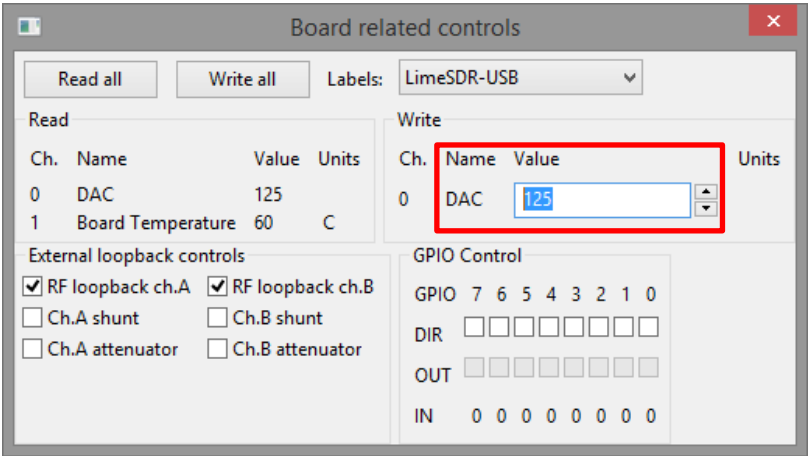 Board related controls
Read all Write all Labels: LimeSDR-USB
Read
Ch. Name Value Units
0 DAC 125
1 Board Temperature 60 C
Write
Ch. Name Value Units
0 DAC 125
External loopback controls
RF loopback ch.A RF loopback ch.B
Ch.A shunt Ch.B shunt
Ch.A attenuator Ch.B attenuator
GPIO Control
GPIO 7 6 5 4 3 2 1 0
DIR
OUT
IN 0 0 0 0 0 0 0 0